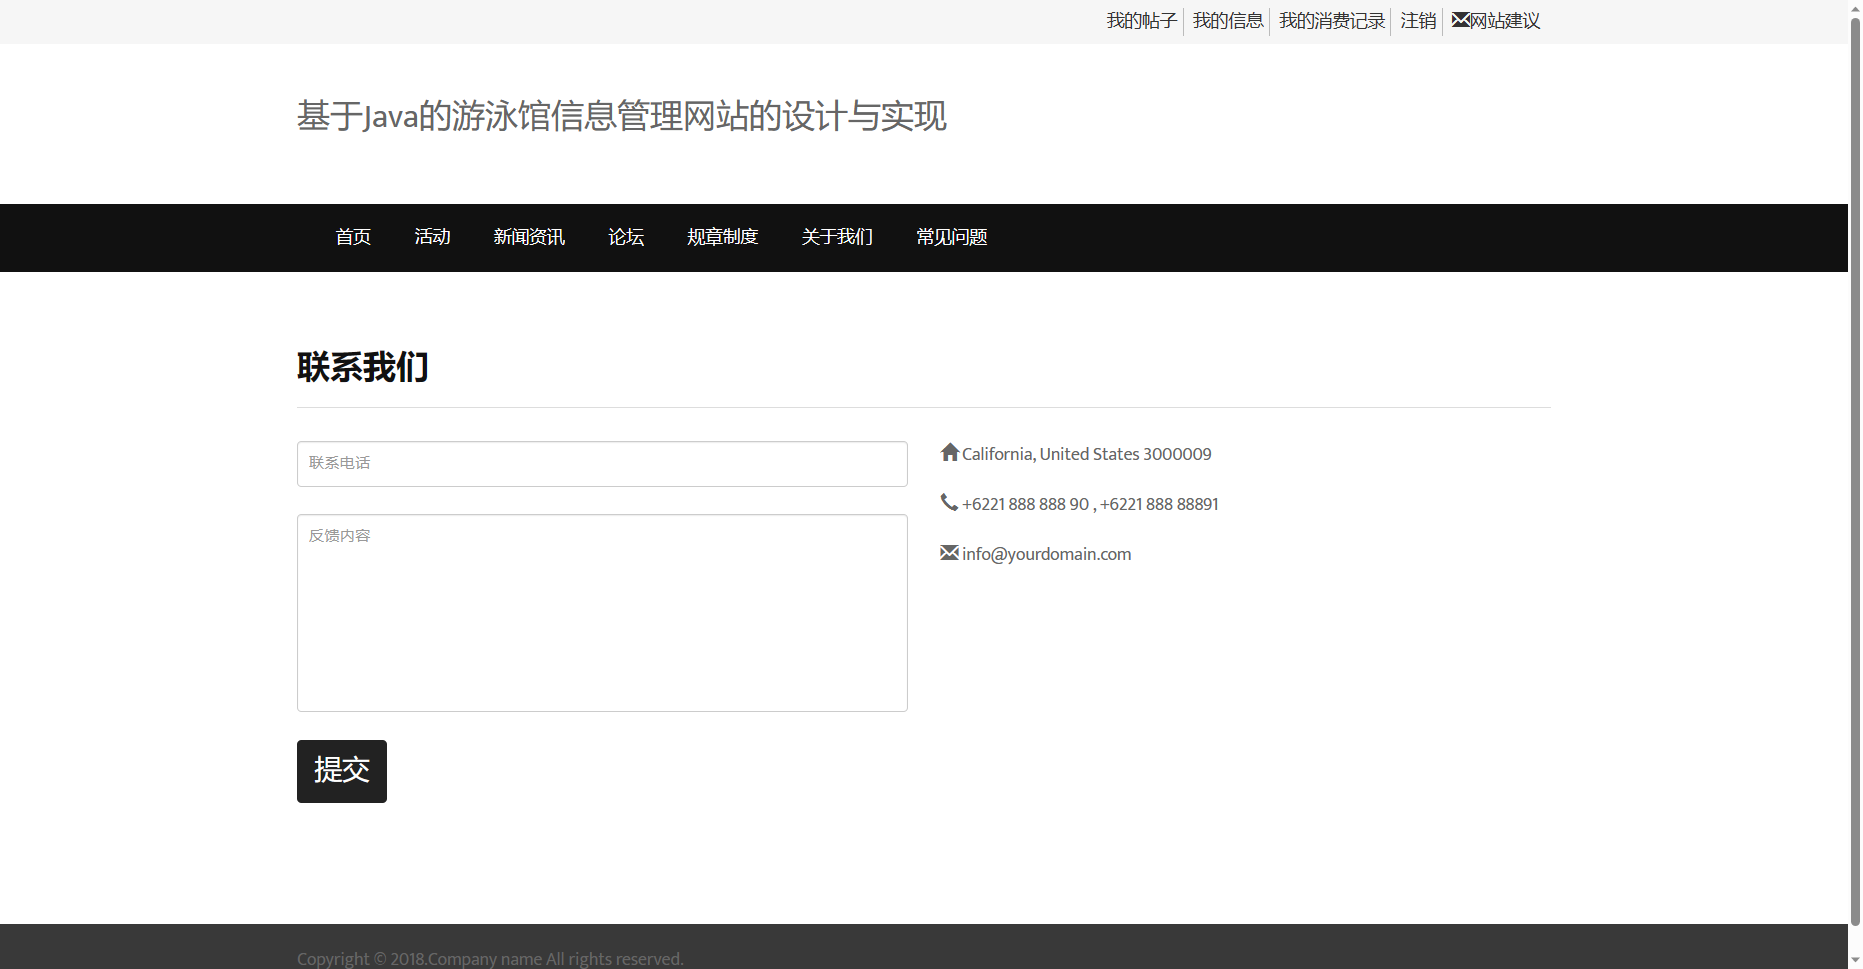 我的帖子 我的信息 我的消费记录 注销 网站建议
基于Java的游泳馆信息管理网站的设计与实现
首页 活动 新闻资讯 论坛 规章制度 关于我们 常见问题
联系我们
联系电话
反馈内容
提交
California, United States 3000009
+6221 888 888 90 , +6221 888 88891
info@yourdomain.com
Copyright © 2018.Company name All rights reserved.